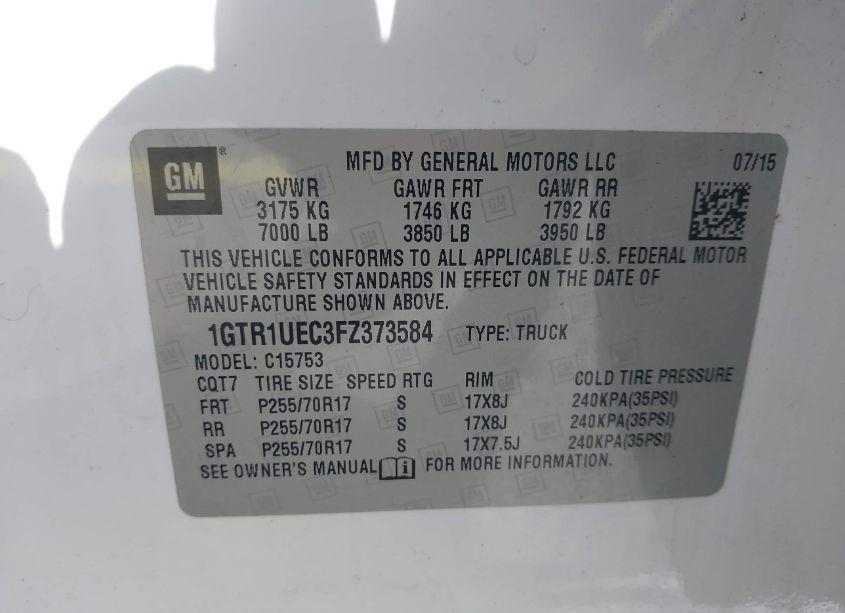 GM ® MFD BY GENERAL MOTORS LLC 07/15
GVWR GAWR FRT GAWR RR
3175 KG 1746 KG 1792 KG
7000 LB 3850 LB 3950 LB
THIS VEHICLE CONFORMS TO ALL APPLICABLE U.S. FEDERAL MOTOR
VEHICLE SAFETY STANDARDS IN EFFECT ON THE DATE OF
MANUFACTURE SHOWN ABOVE.
1GTR1UEC3FZ373584 TYPE: TRUCK
MODEL: C15753
CQT7 TIRE SIZE SPEED RTG RIM COLD TIRE PRESSURE
FRT P255/70R17 S 17X8J 240KPA(35PSI)
RR P255/70R17 S 17X8J 240KPA(35PSI)
SPA P255/70R17 S 17X7.5J 240KPA(35PSI)
SEE OWNER'S MANUAL FOR MORE INFORMATION.